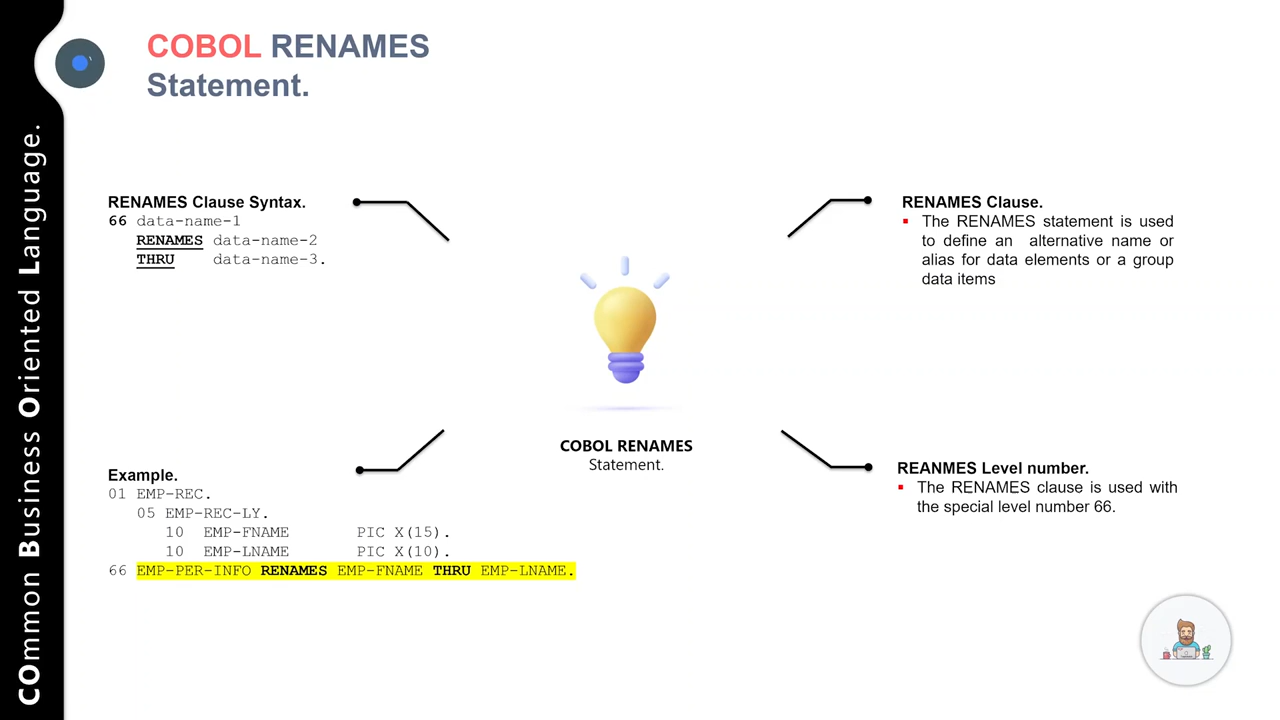 COBOL RENAMES
Statement.
COmmon Business Oriented Language.
RENAMES Clause Syntax.
66 data-name-1
RENAMES data-name-2
THRU data-name-3.
RENAMES Clause.
The RENAMES statement is used
to define an alternative name or
alias for data elements or a group
data items
COBOL RENAMES
Statement.
Example.
01 EMP-REC.
05 EMP-REC-LY.
10 EMP-FNAME PIC X(15).
10 EMP-LNAME PIC X(10).
66 EMP-PER-INFO RENAMES EMP-FNAME THRU EMP-LNAME.
REANMES Level number.
The RENAMES clause is used with
the special level number 66.